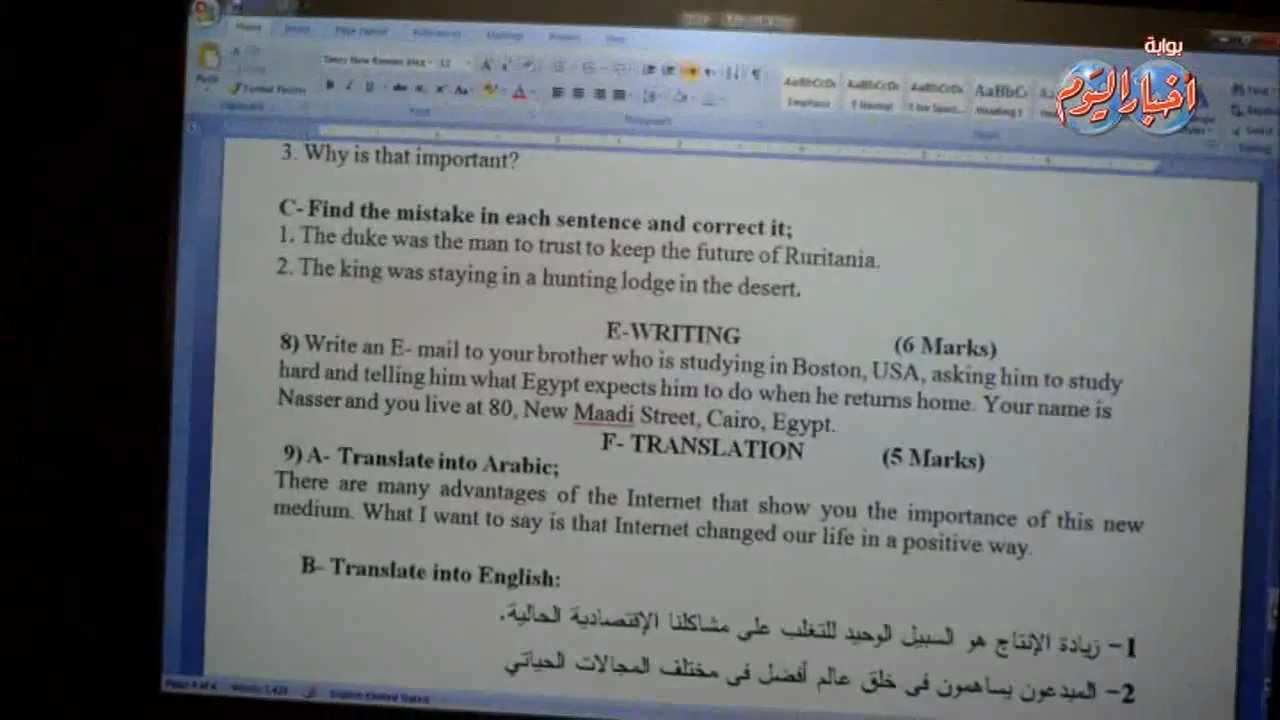 بوابة
أخبار اليوم
AaBbCcDc AaBbCcDc AaBbCcDc AaBbC
Emphasis
Heading 1
3. Why is that important?
C- Find the mistake in each sentence and correct it;
1. The duke was the man to trust to keep the future of Ruritania.
2. The king was staying in a hunting lodge in the desert.
E-WRITING (6 Marks)
8) Write an E- mail to your brother who is studying in Boston, USA, asking him to study
hard and telling him what Egypt expects him to do when he returns home. Your name is
Nasser and you live at 80, New Maadi Street, Cairo, Egypt.
F- TRANSLATION (5 Marks)
9) A- Translate into Arabic;
There are many advantages of the Internet that show you the importance of this new
medium. What I want to say is that Internet changed our life in a positive way.
B- Translate into English:
1- زيادة الإنتاج هو السبيل الوحيد للتغلب على مشاكلنا الإقتصادية الحالية.
2- المبدعون يساهمون فى خلق عالم أفضل فى مختلف المجالات الحياتي